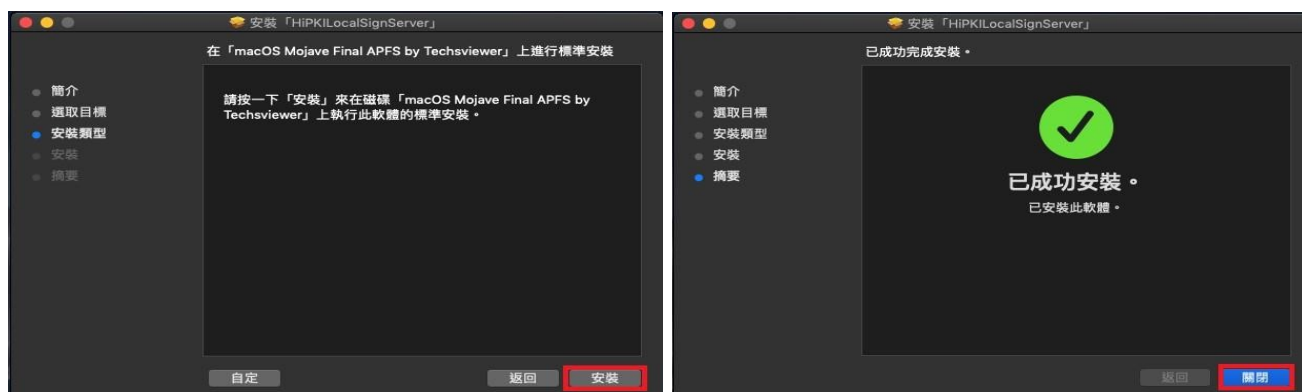 安裝「HiPKILocalSignServer」
在「macOS Mojave Final APFS by Techsviewer」上進行標準安裝
簡介
選取目標
安裝類型
安裝
摘要
請按一下「安裝」來在磁碟「macOS Mojave Final APFS by
Techsviewer」上執行此軟體的標準安裝。
自定
返回
安裝
安裝「HiPKILocalSignServer」
已成功完成安裝。
簡介
選取目標
安裝類型
安裝
摘要
已成功安裝。
已安裝此軟體。
返回
關閉